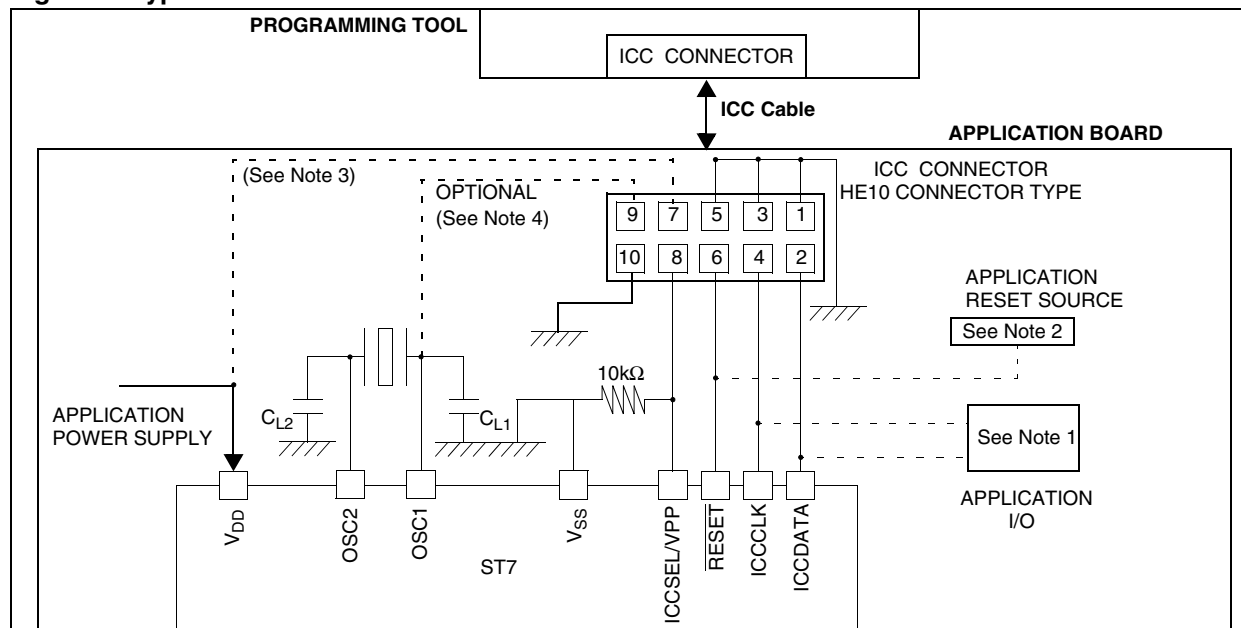 PROGRAMMING TOOL
ICC CONNECTOR
ICC Cable
APPLICATION BOARD
(See Note 3)
OPTIONAL
(See Note 4)
ICC CONNECTOR
HE10 CONNECTOR TYPE
9 7 5 3 1
10 8 6 4 2
APPLICATION
RESET SOURCE
See Note 2
10kΩ
APPLICATION
POWER SUPPLY
CL2
CL1
See Note 1
APPLICATION
I/O
VDD
OSC2
OSC1
VSS
ICCSEL/VPP
RESET
ICCCLK
ICCDATA
ST7